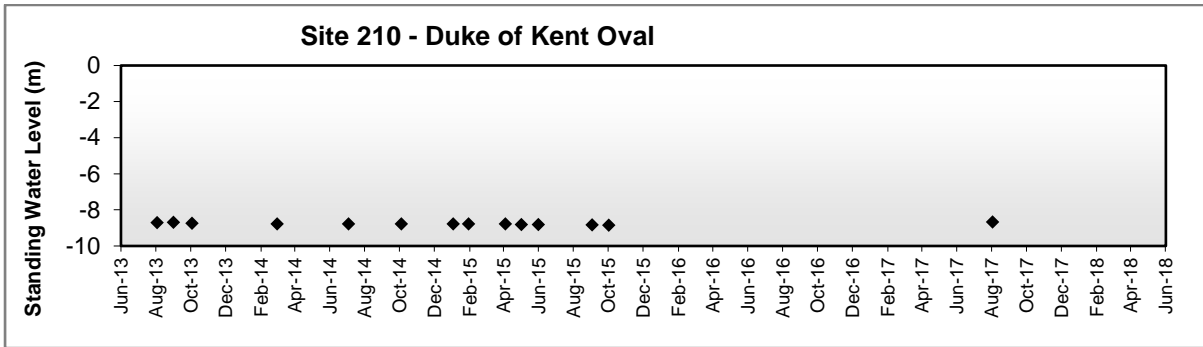 Site 210 - Duke of Kent Oval
Standing Water Level (m)
0
-2
-4
-6
-8
-10
Jun-13
Aug-13
Oct-13
Dec-13
Feb-14
Apr-14
Jun-14
Aug-14
Oct-14
Dec-14
Feb-15
Apr-15
Jun-15
Aug-15
Oct-15
Dec-15
Feb-16
Apr-16
Jun-16
Aug-16
Oct-16
Dec-16
Feb-17
Apr-17
Jun-17
Aug-17
Oct-17
Dec-17
Feb-18
Apr-18
Jun-18